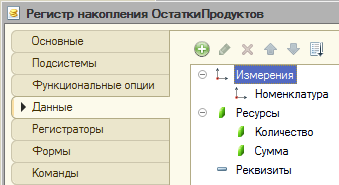 Регистр накопления ОстаткиПродуктов
Основные
Подсистемы
Функциональные опции
Данные
Регистраторы
Формы
Команды
Измерения
Номенклатура
Ресурсы
Количество
Сумма
Реквизиты